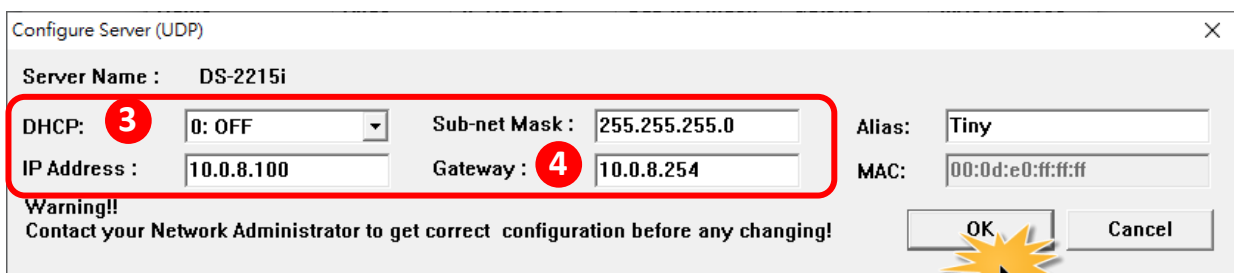 Configure Server (UDP)
Server Name : DS-2215i
DHCP: 3 0: OFF Sub-net Mask : 255.255.255.0 Alias: Tiny
IP Address : 10.0.8.100 Gateway : 4 10.0.8.254 MAC: 00:0d:e0:ff:ff:ff
Warning!!
Contact your Network Administrator to get correct configuration before any changing!
OK Cancel